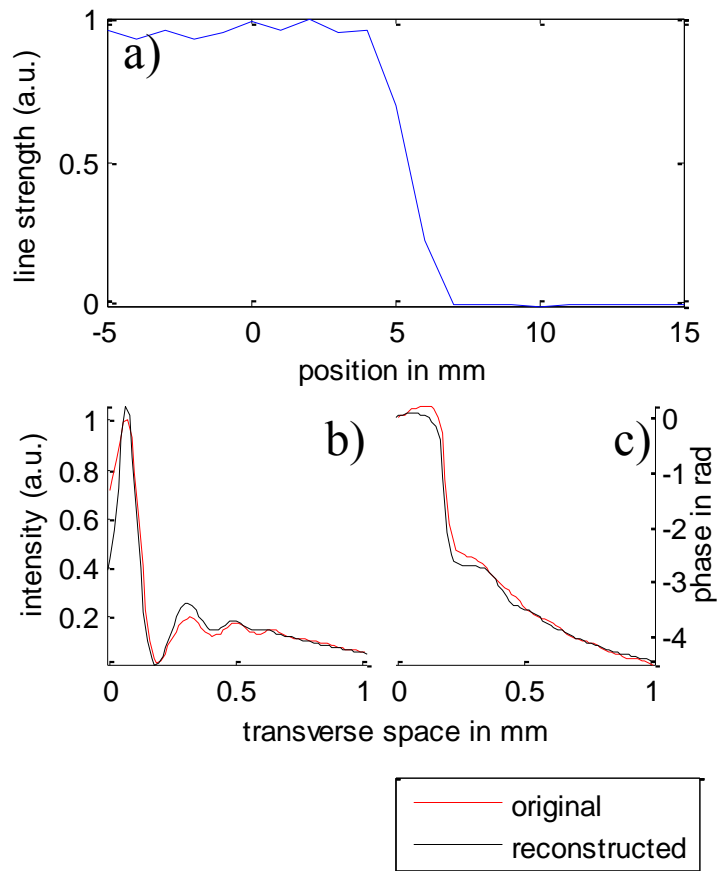 a)
1
0.5
0
line strength (a.u.)
-5 0 5 10 15
position in mm
b)
1
0.8
0.6
0.4
0.2
intensity (a.u.)
0 0.5 1
c)
0
-1
-2
-3
-4
phase in rad
0 0.5 1
transverse space in mm
original
reconstructed